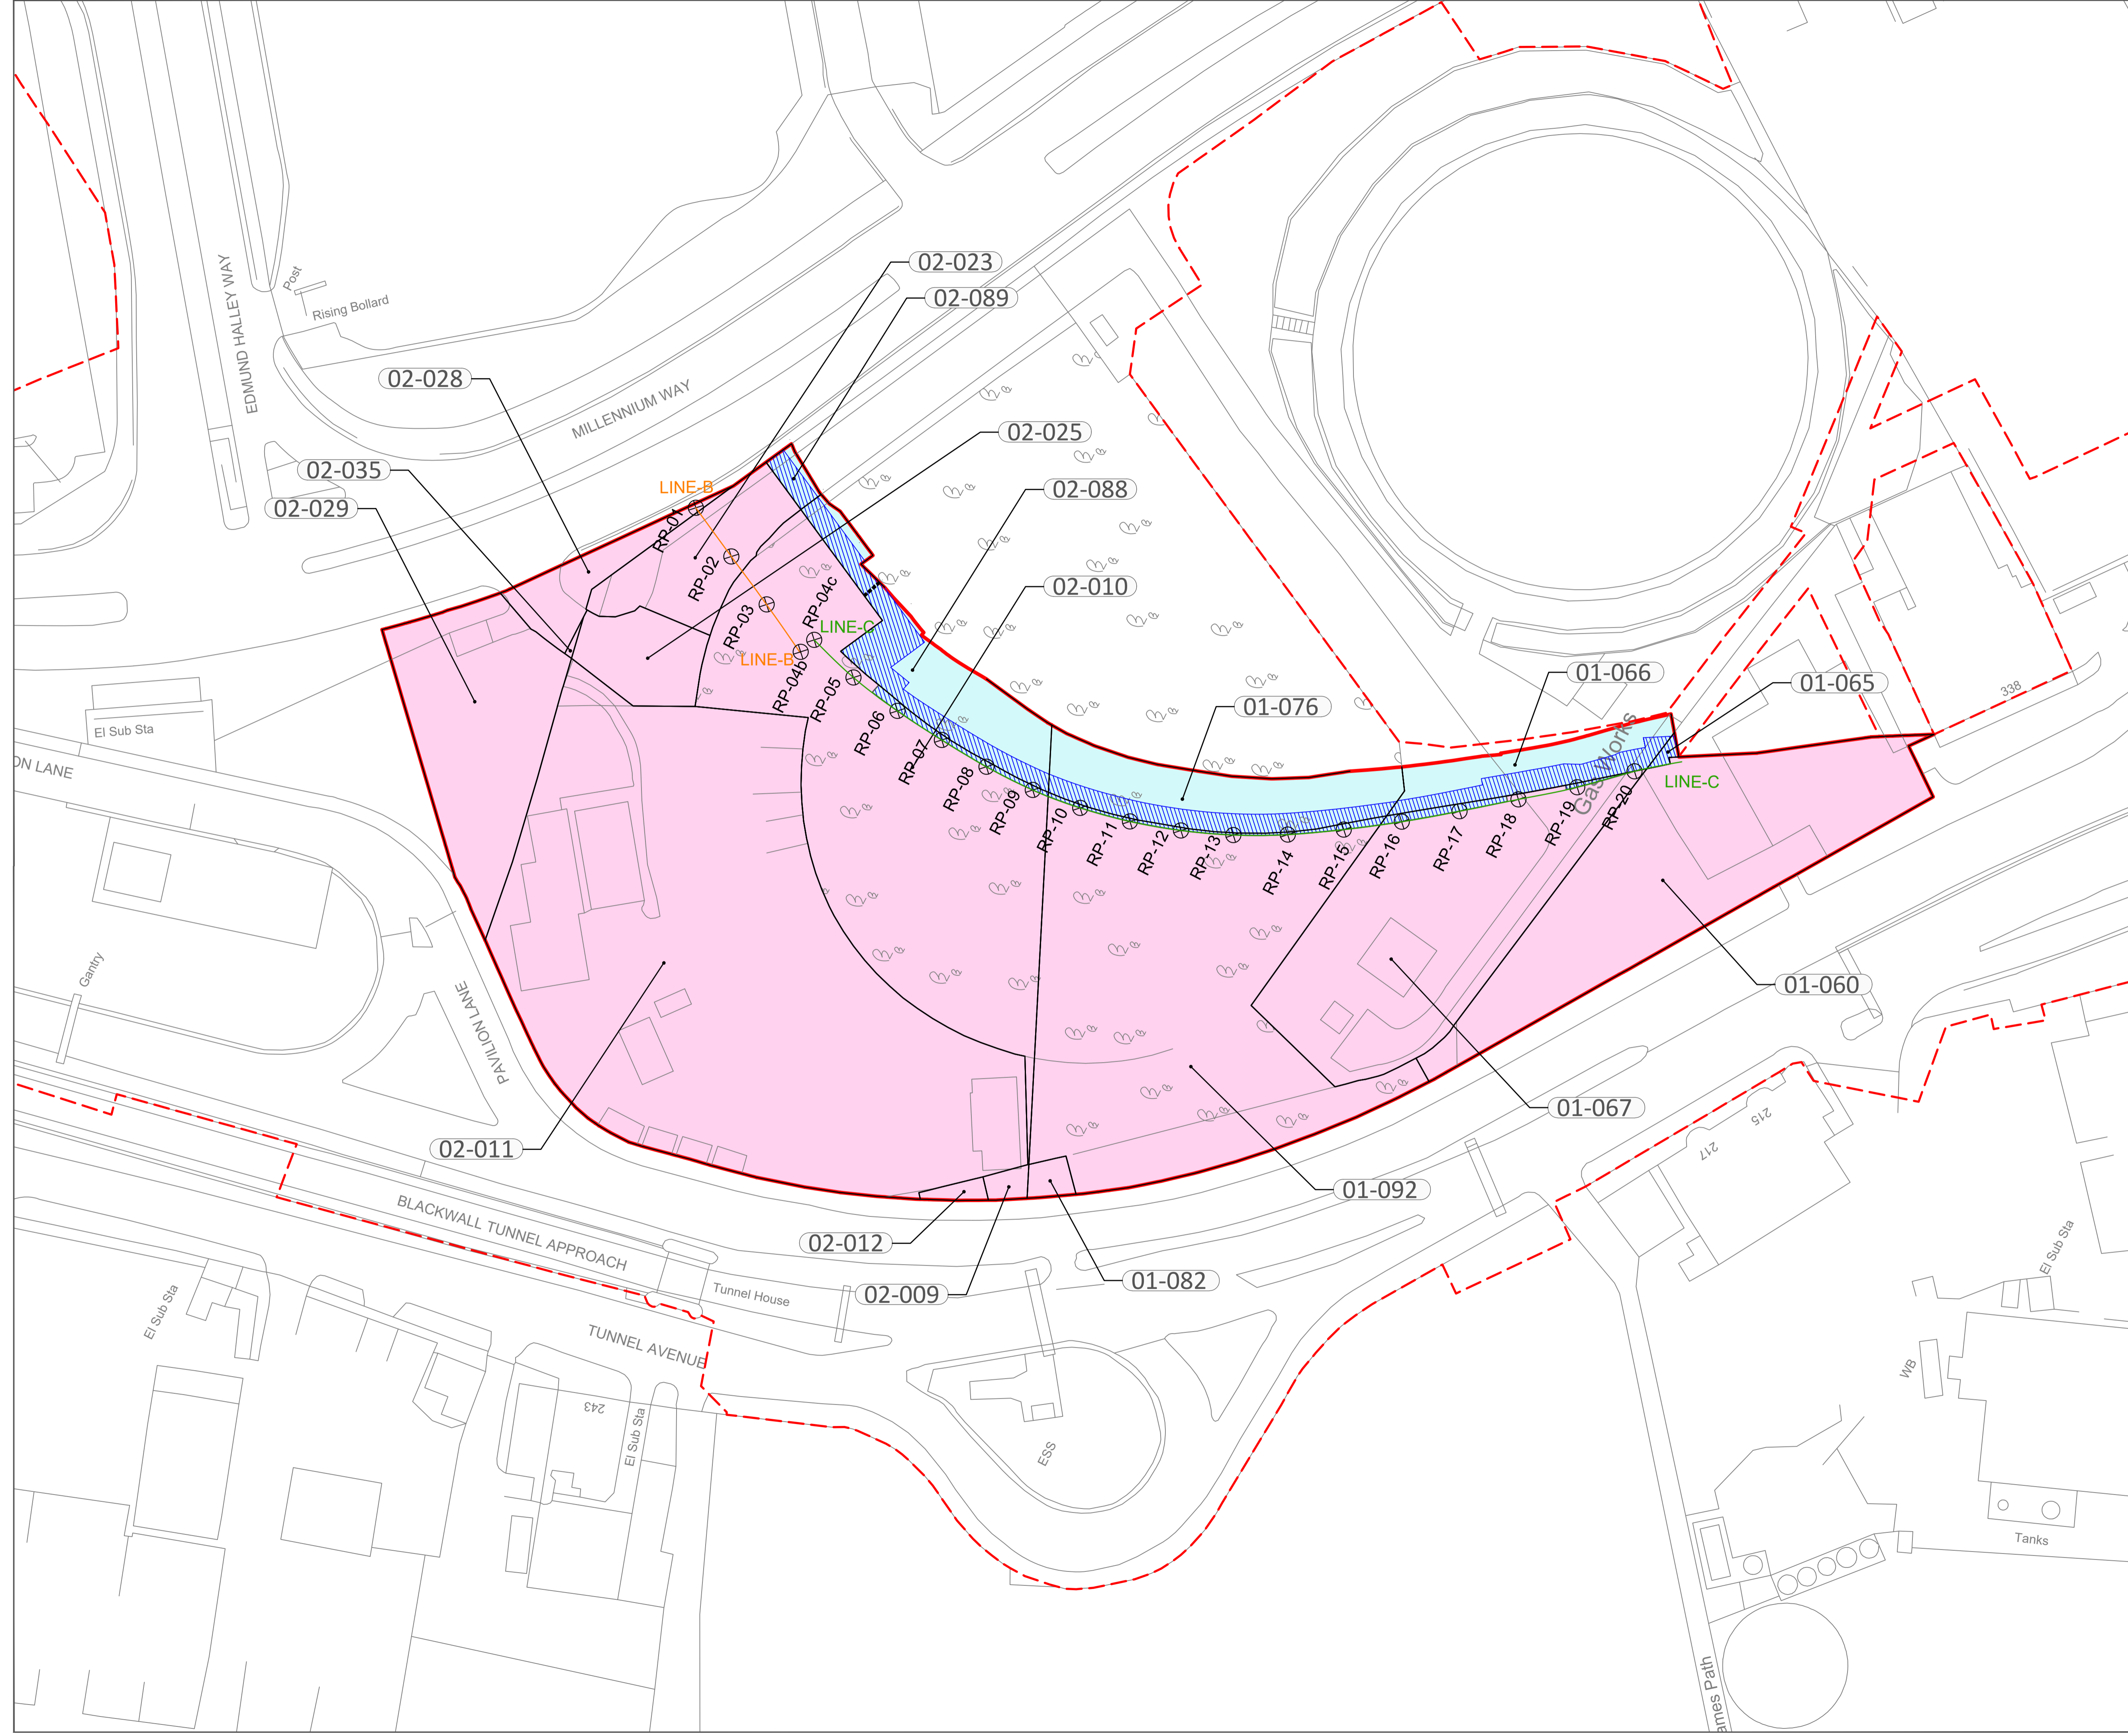 EDMUND HALLEY WAY
Post
Rising Bollard
MILLENNIUM WAY
02-023
02-089
02-028
02-025
02-035
02-029
02-088
02-010
LINE-B
RP-01
RP-02
RP-03
RP-04c
LINE-C
LINE-B
RP-04b
RP-05
RP-06
RP-07
RP-08
RP-09
RP-10
RP-11
RP-12
RP-13
RP-14
RP-15
RP-16
RP-17
RP-18
RP-19
RP-20
LINE-C
01-076
01-066
01-065
Gas Works
338
El Sub Sta
ON LANE
Gantry
PAVILION LANE
01-060
01-067
02-011
01-092
02-012
02-009
01-082
BLACKWALL TUNNEL APPROACH
Tunnel House
TUNNEL AVENUE
El Sub Sta
243
El Sub Sta
ESS
215
217
El Sub Sta
WB
Tanks
ames Path